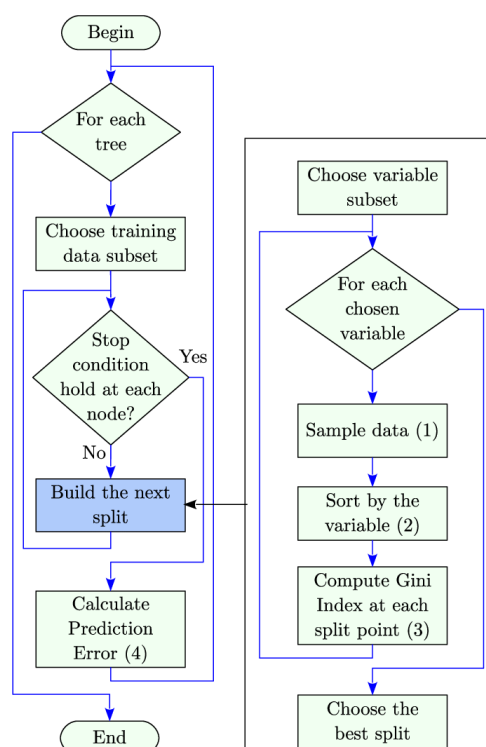 Begin
For each
tree
Choose training
data subset
Stop
condition
hold at each
node?
Yes
No
Build the next
split
Calculate
Prediction
Error (4)
End
Choose variable
subset
For each
chosen
variable
Sample data (1)
Sort by the
variable (2)
Compute Gini
Index at each
split point (3)
Choose the
best split